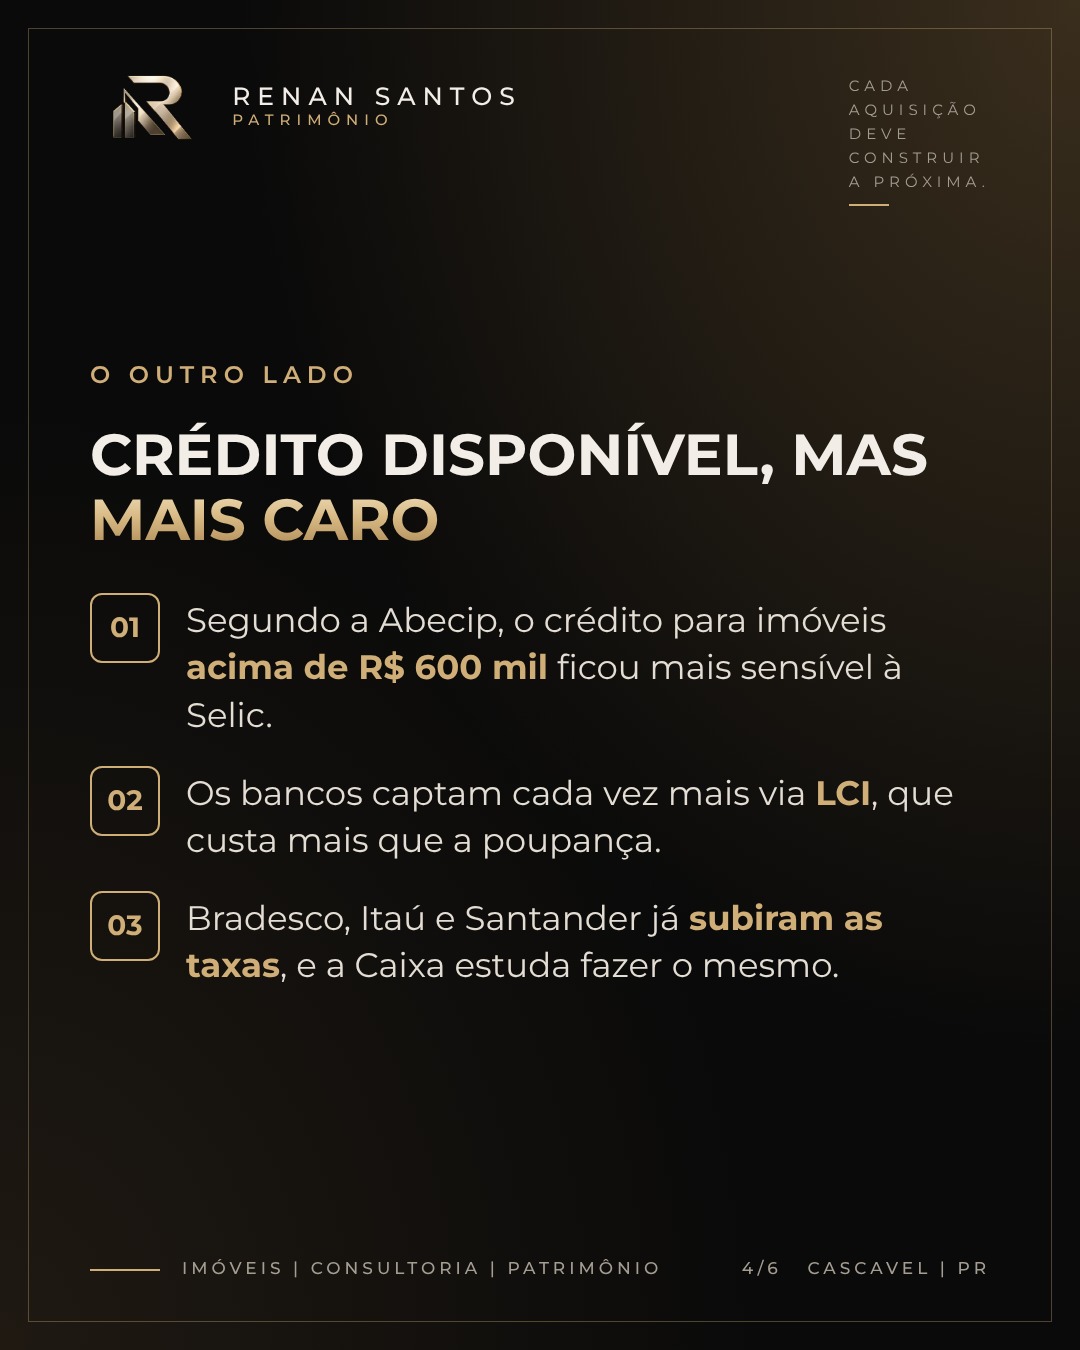 RENAN SANTOS
PATRIMÔNIO
CADA
AQUISIÇÃO
DEVE
CONSTRUIR
A PRÓXIMA.
O OUTRO LADO
CRÉDITO DISPONÍVEL, MAS
MAIS CARO
01
Segundo a Abecip, o crédito para imóveis
acima de R$ 600 mil ficou mais sensível à
Selic.
02
Os bancos captam cada vez mais via LCI, que
custa mais que a poupança.
03
Bradesco, Itaú e Santander já subiram as
taxas, e a Caixa estuda fazer o mesmo.
IMÓVEIS | CONSULTORIA | PATRIMÔNIO
4/6 CASCAVEL | PR